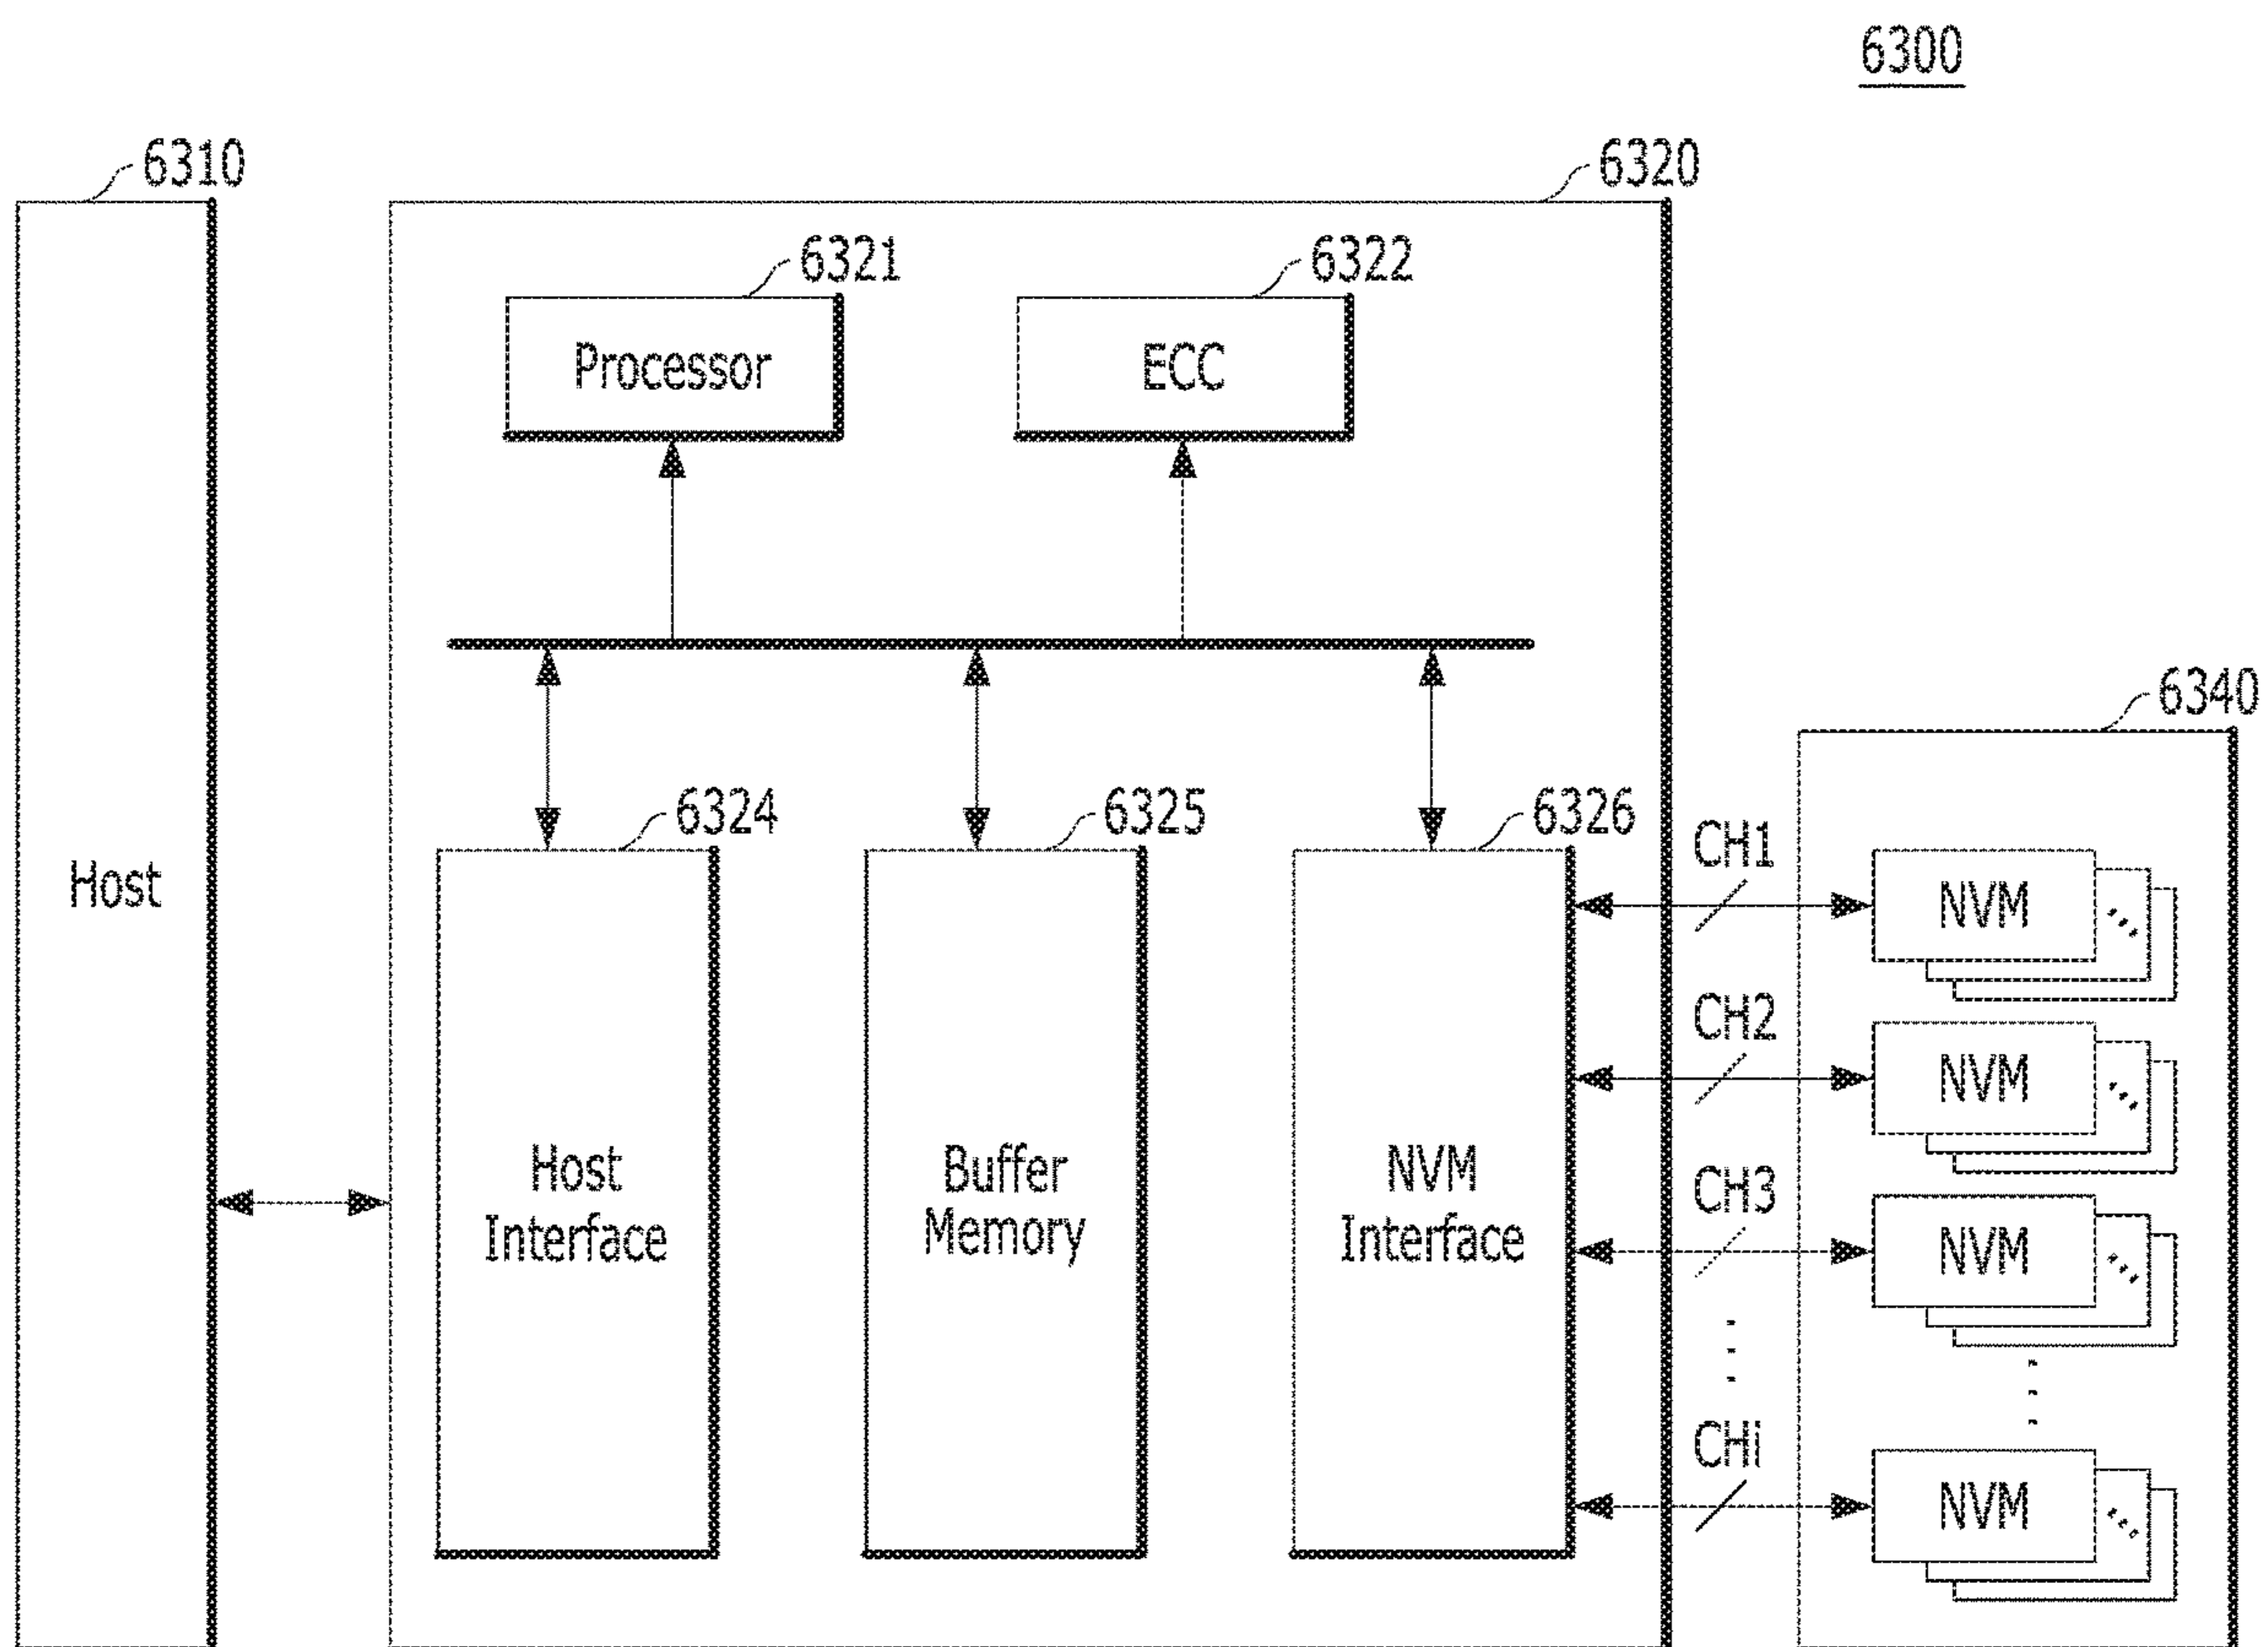 6300
6310
6320
6321
6322
Processor
ECC
6340
6324
6325
6326
CH1
Host
NVM
CH2
NVM
Host
Interface
Buffer
Memory
NVM
Interface
CH3
NVM
CHi
NVM